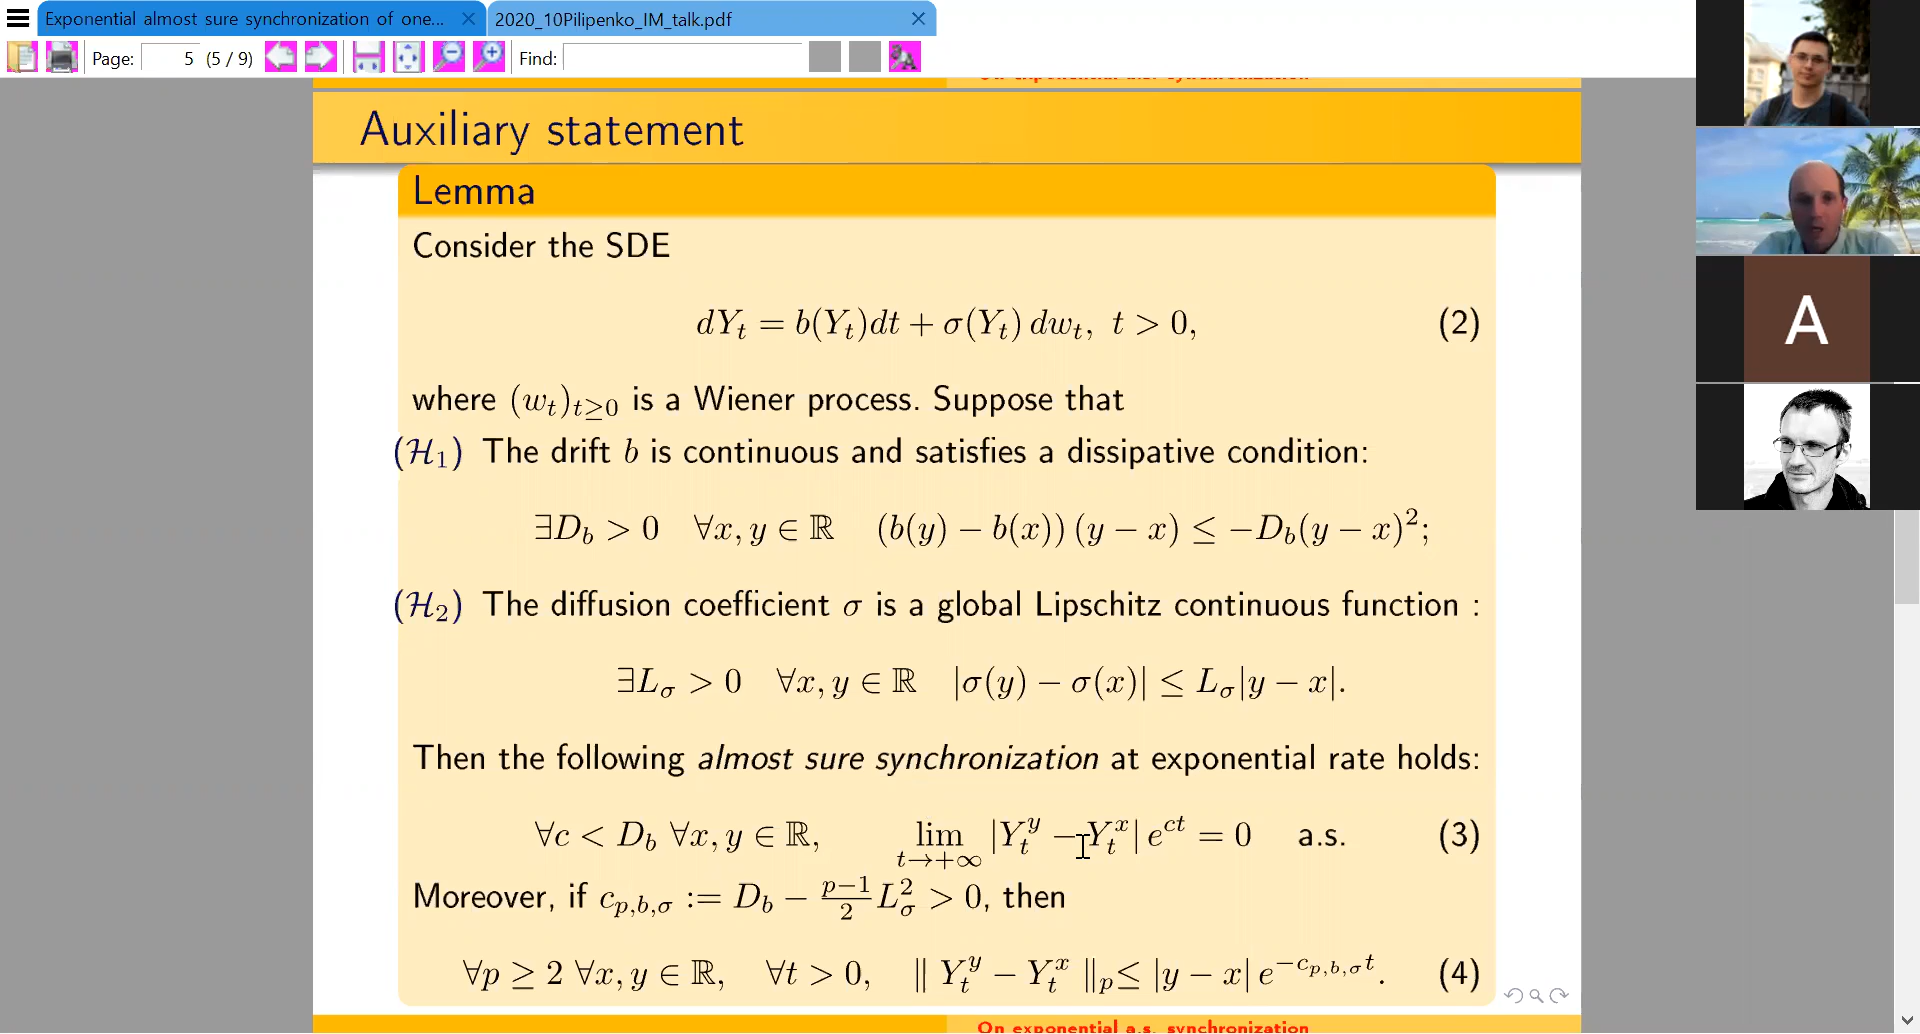 Exponential almost sure synchronization of one...
2020_10Pilipenko_IM_talk.pdf
Page: 5 (5 / 9) Find:
Auxiliary statement
Lemma
Consider the SDE
dY_t = b(Y_t)dt + σ(Y_t) dw_t, t > 0, (2)
where (w_t)_{t≥0} is a Wiener process. Suppose that
(ℋ_1) The drift b is continuous and satisfies a dissipative condition:
∃D_b > 0 ∀x, y ∈ ℝ (b(y) − b(x)) (y − x) ≤ −D_b(y − x)^2;
(ℋ_2) The diffusion coefficient σ is a global Lipschitz continuous function :
∃L_σ > 0 ∀x, y ∈ ℝ |σ(y) − σ(x)| ≤ L_σ|y − x|.
Then the following almost sure synchronization at exponential rate holds:
∀c < D_b ∀x, y ∈ ℝ, lim_{t→+∞} |Y_t^y − Y_t^x| e^{ct} = 0 a.s. (3)
Moreover, if c_{p,b,σ} := D_b − \frac{p−1}{2} L_σ^2 > 0, then
∀p ≥ 2 ∀x, y ∈ ℝ, ∀t > 0, ‖ Y_t^y − Y_t^x ‖_p ≤ |y − x| e^{−c_{p,b,σ}t}. (4)
On exponential a.s. synchronization
A